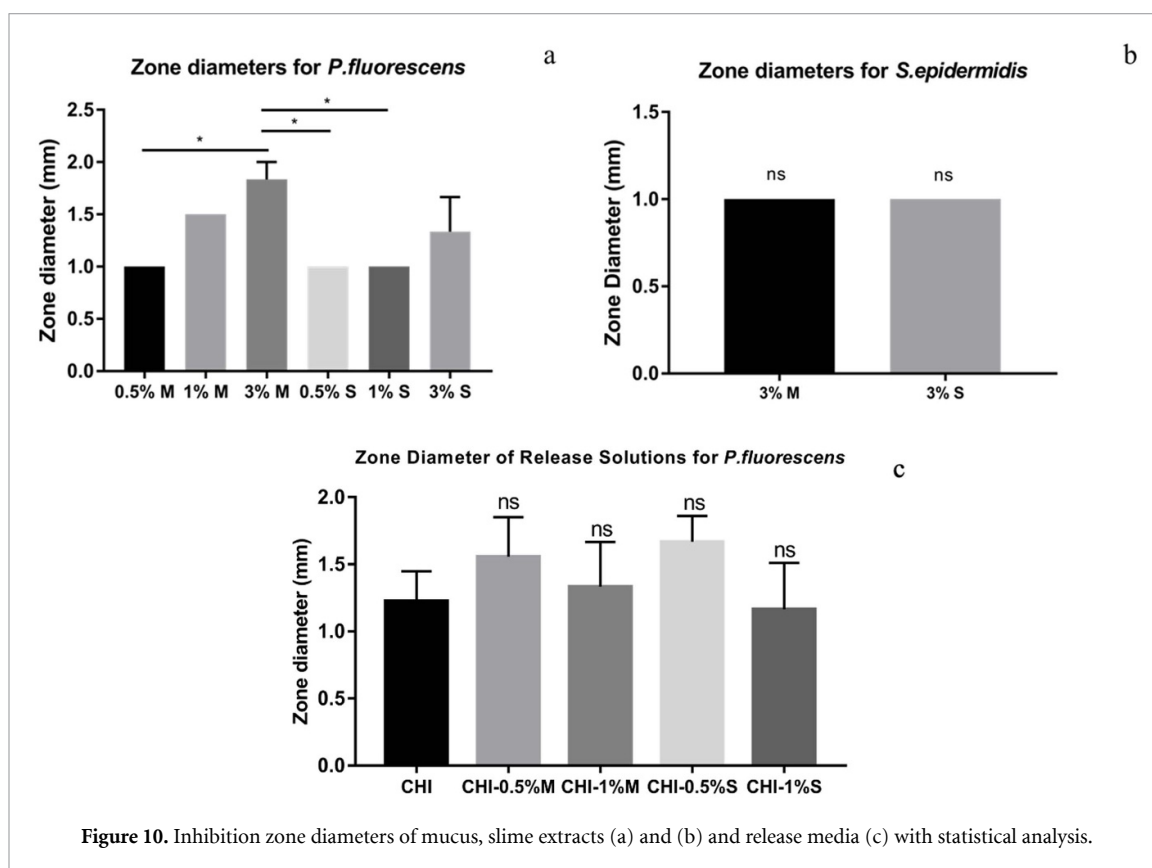 Zone diameters for P.fluorescens
a
Zone diameter (mm)
2.5
2.0
1.5
1.0
0.5
0.0
*
*
*
0.5% M 1% M 3% M 0.5% S 1% S 3% S
Zone diameters for S.epidermidis
b
Zone Diameter (mm)
1.5
1.0
0.5
0.0
ns ns
3% M 3% S
Zone Diameter of Release Solutions for P.fluorescens
c
Zone diameter (mm)
2.0
1.5
1.0
0.5
0.0
ns ns ns ns
CHI CHI-0.5%M CHI-1%M CHI-0.5%S CHI-1%S
Figure 10. Inhibition zone diameters of mucus, slime extracts (a) and (b) and release media (c) with statistical analysis.